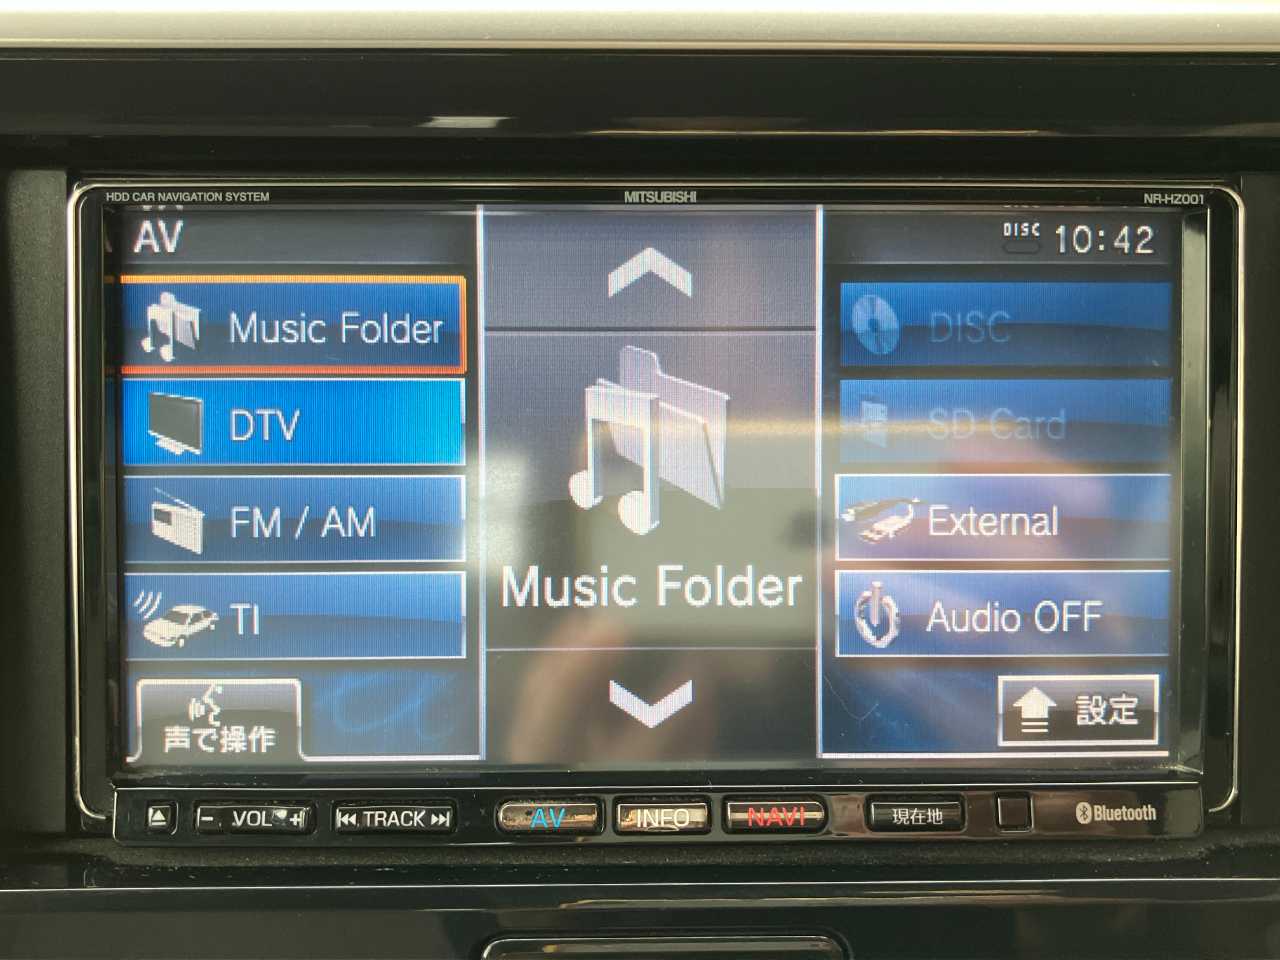 HDD CAR NAVIGATION SYSTEM
MITSUBISHI
NR-HZ001
AV
DISC 10:42
Music Folder
DTV
FM / AM
TI
声で操作
Music Folder
DISC
SD Card
External
Audio OFF
設定
− VOL +
TRACK
AV
INFO
NAVI
現在地
Bluetooth